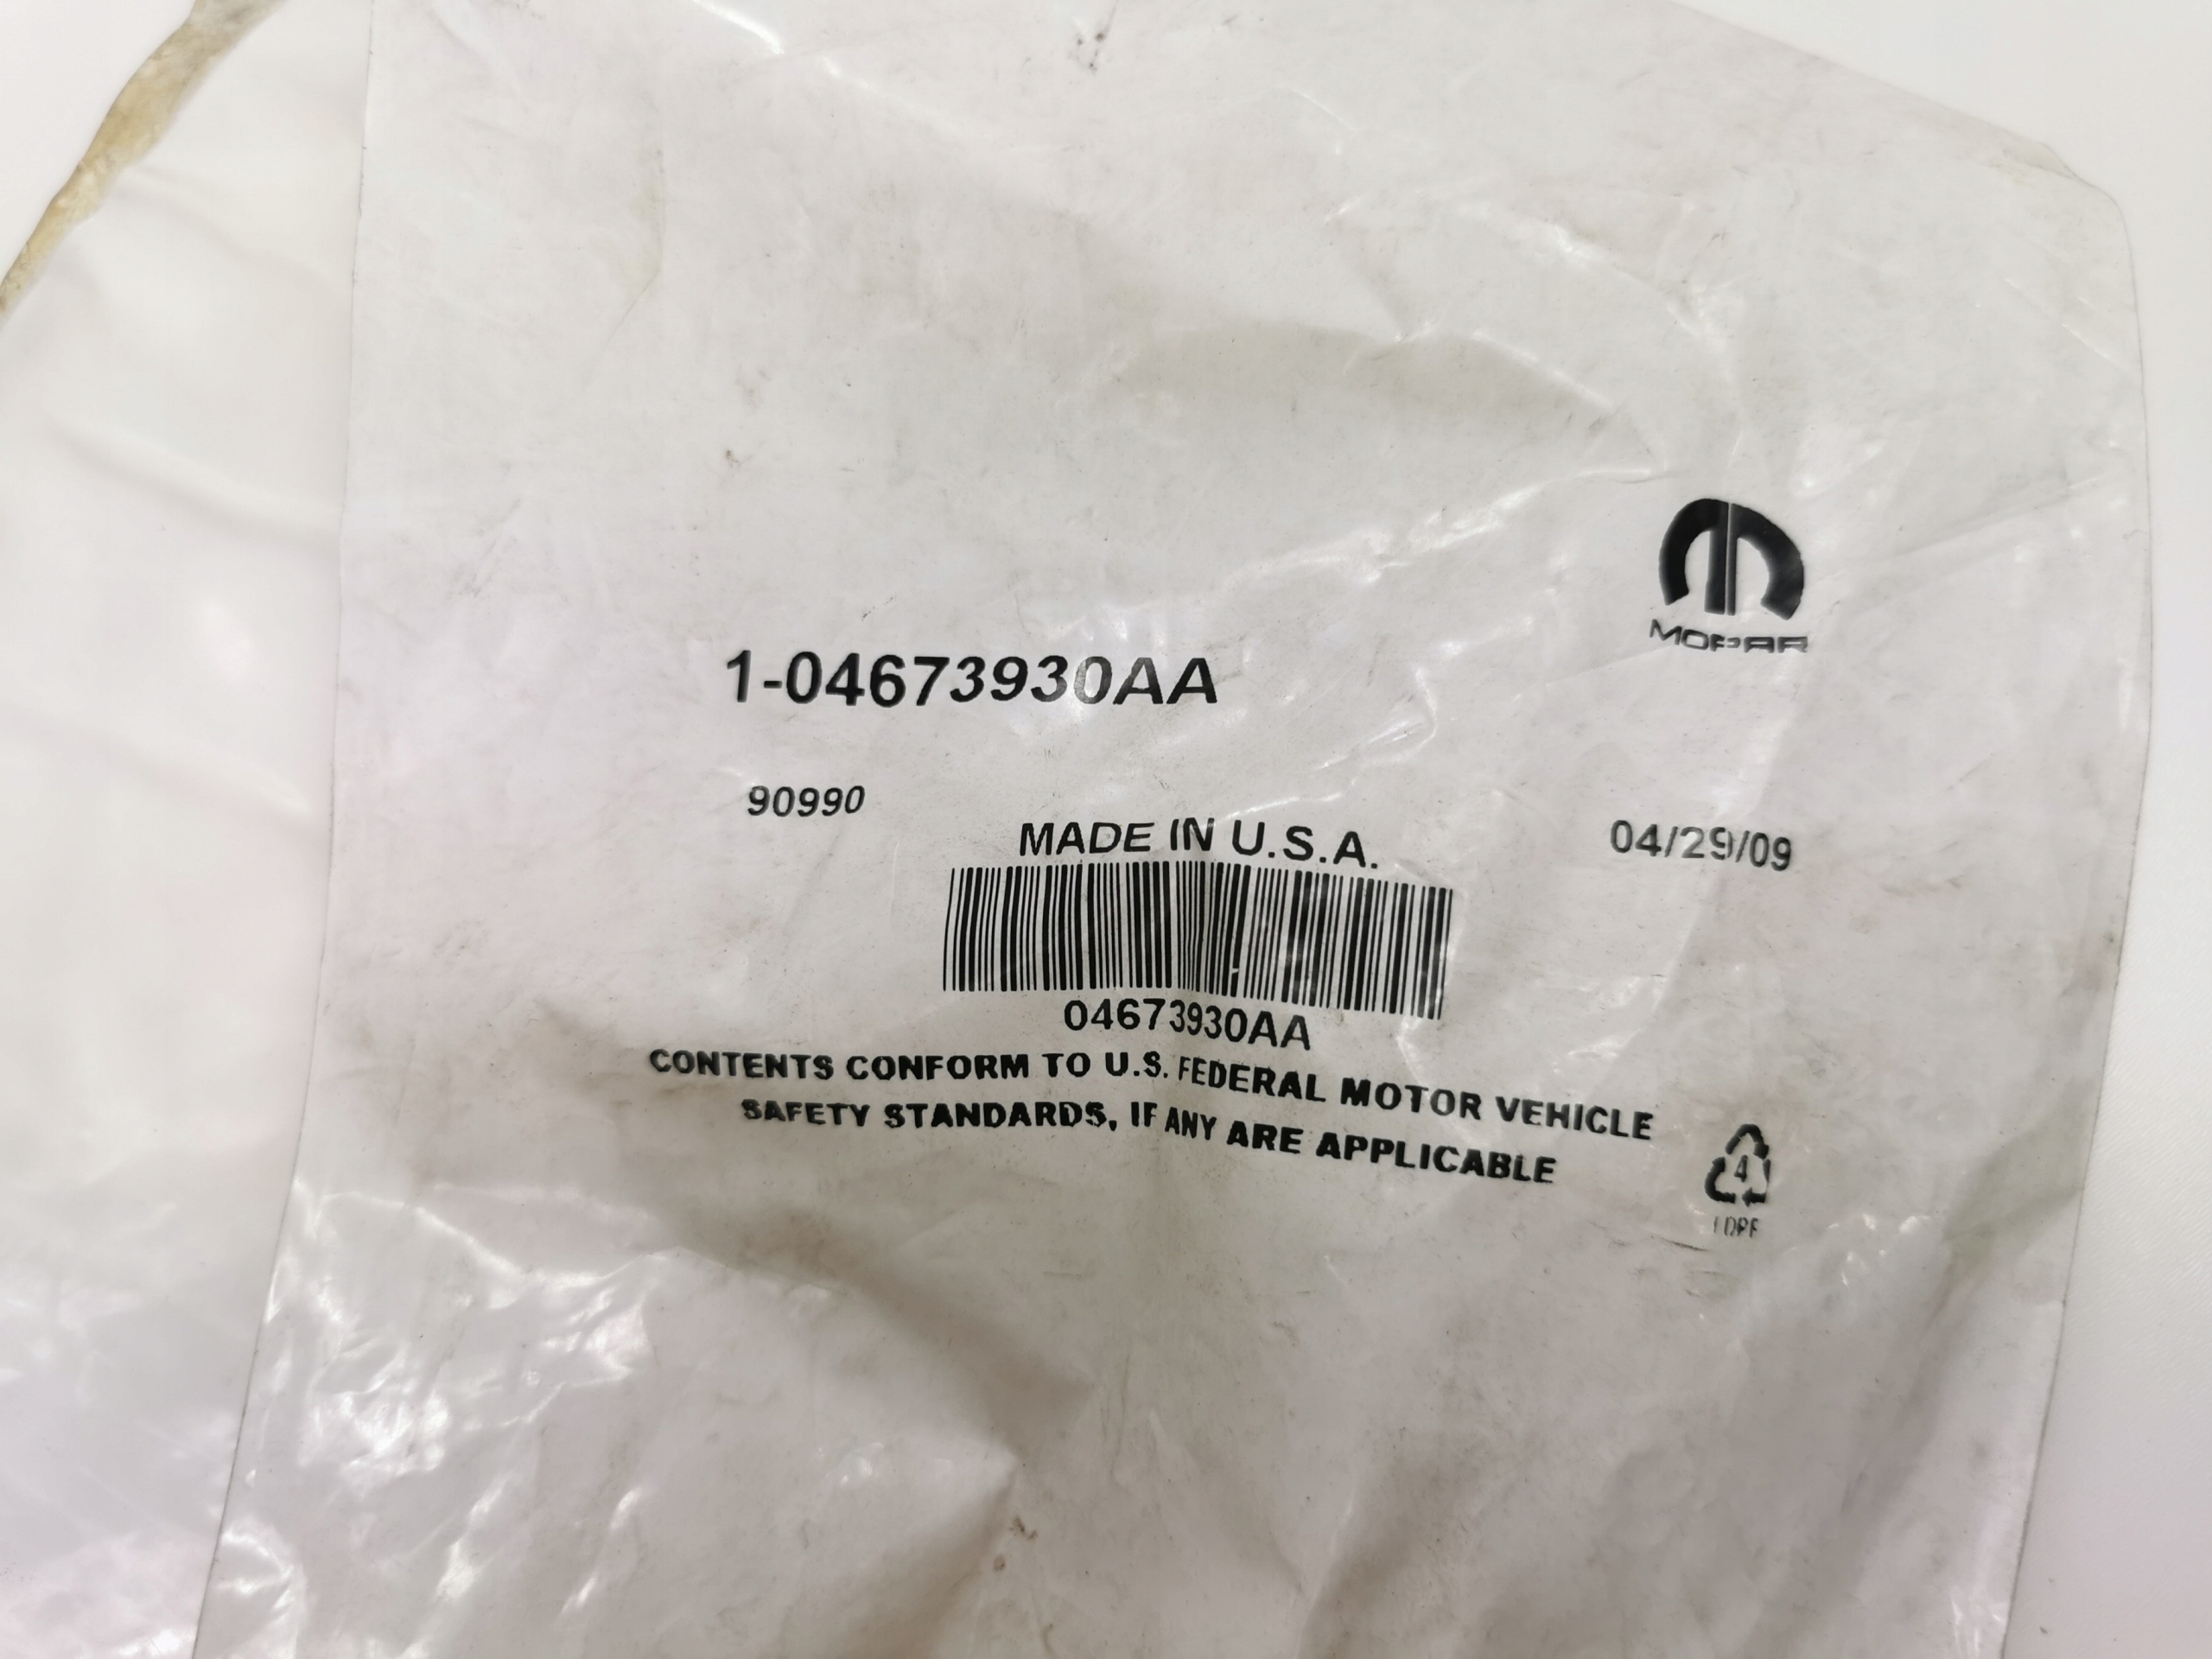 MOPAR
1-04673930AA
90990
MADE IN U.S.A.
04/29/09
04673930AA
CONTENTS CONFORM TO U.S. FEDERAL MOTOR VEHICLE
SAFETY STANDARDS, IF ANY ARE APPLICABLE
4
LDPE